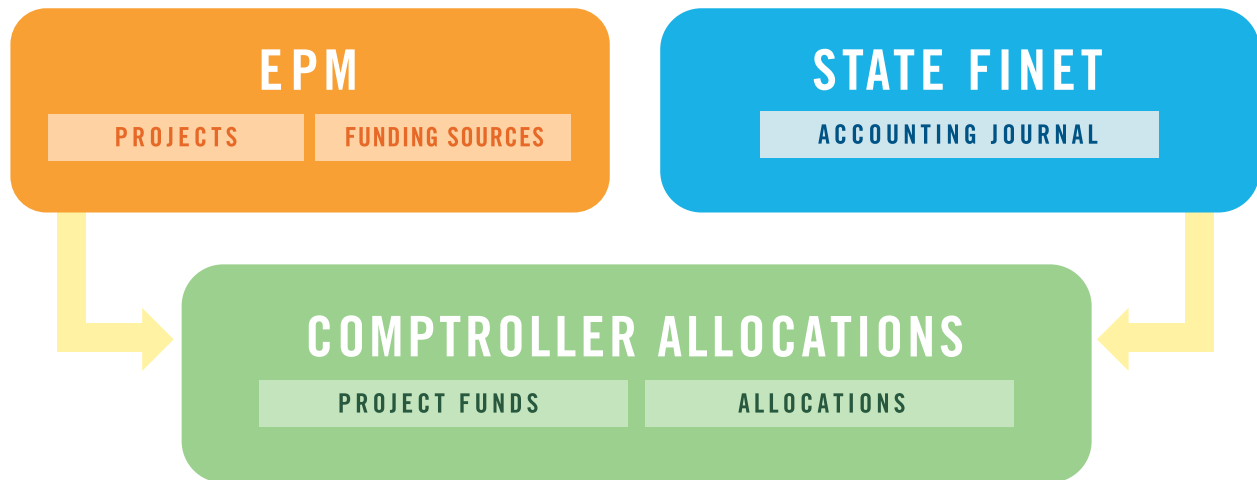 EPM
PROJECTS
FUNDING SOURCES
STATE FINET
ACCOUNTING JOURNAL
COMPTROLLER ALLOCATIONS
PROJECT FUNDS
ALLOCATIONS